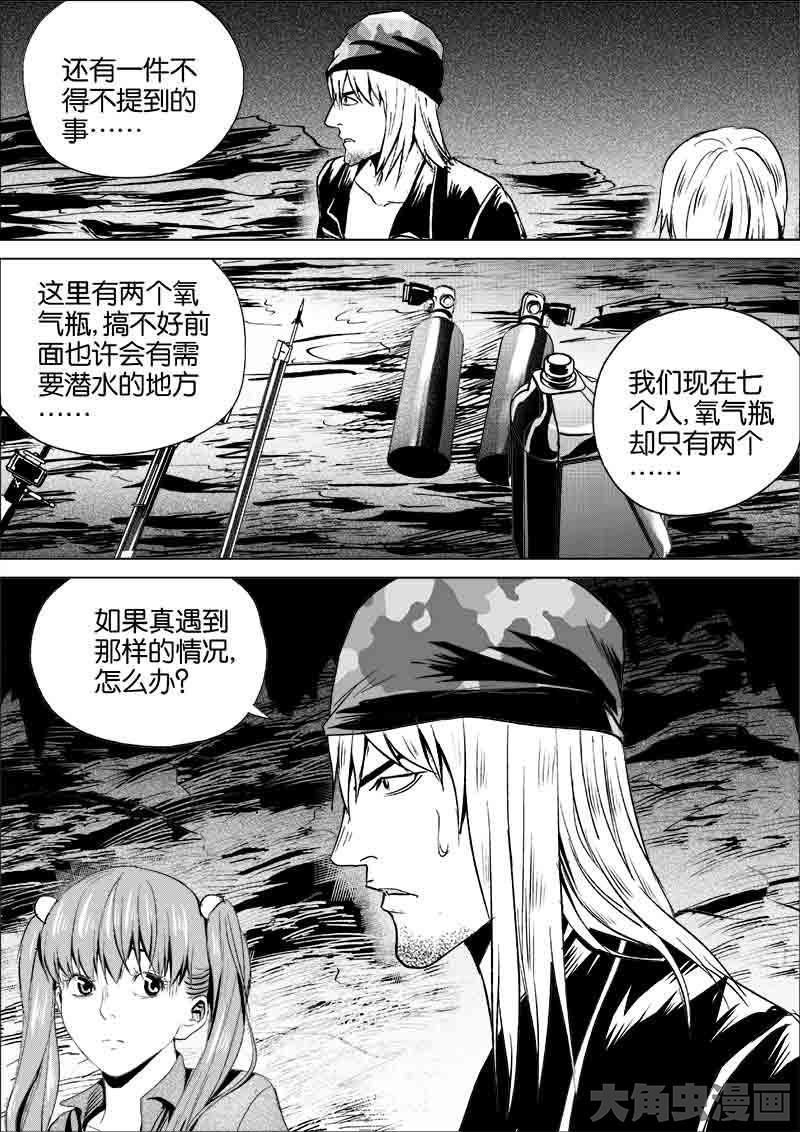 还有一件不
得不提到的
事……
这里有两个氧
气瓶,搞不好前
面也许会有需
要潜水的地方
……
我们现在七
个人,氧气瓶
却只有两个
……
如果真遇到
那样的情况,
怎么办?
大角虫漫画